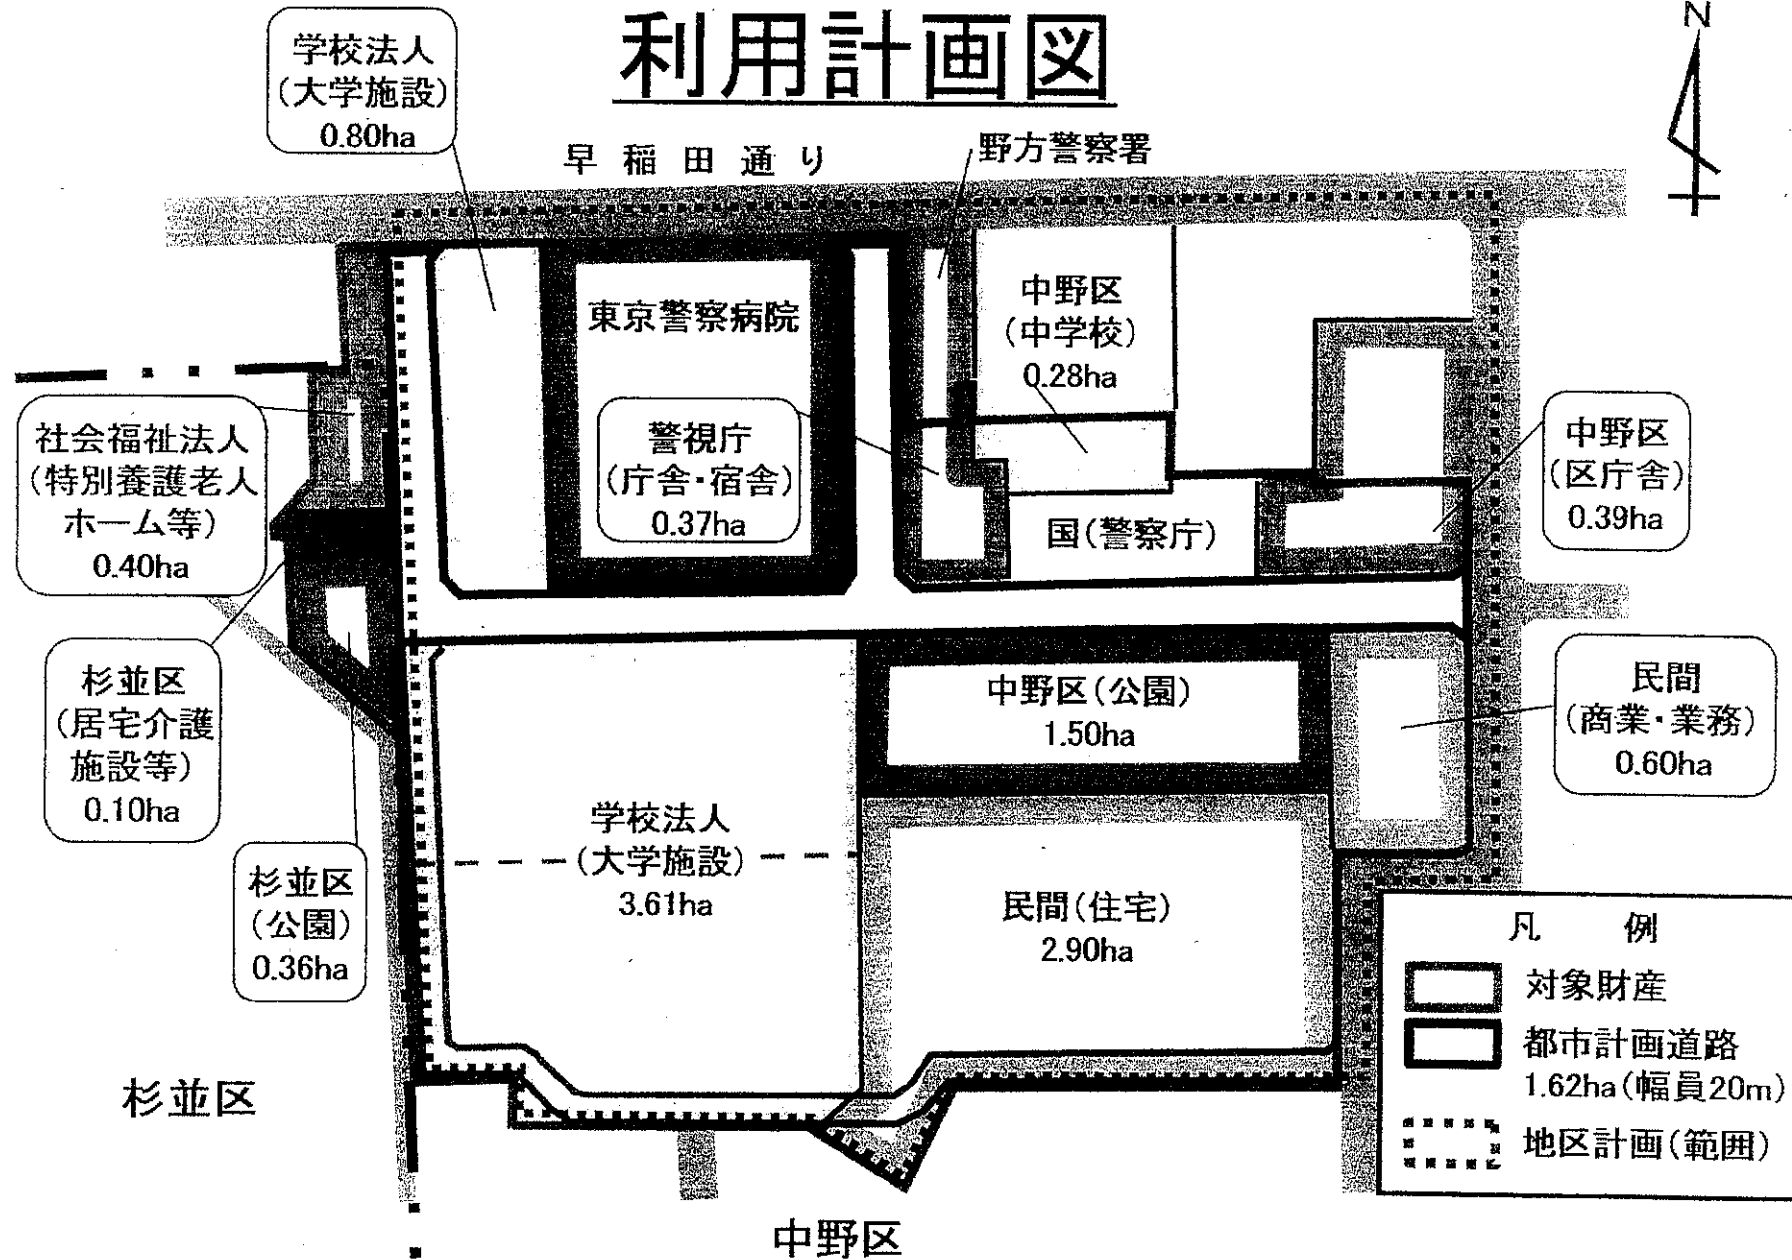 利用計画図
N
学校法人
(大学施設)
0.80ha
早稲田通り
野方警察署
東京警察病院
中野区
(中学校)
0.28ha
社会福祉法人
(特別養護老人
ホーム等)
0.40ha
警視庁
(庁舎・宿舎)
0.37ha
中野区
(区庁舎)
0.39ha
国(警察庁)
杉並区
(居宅介護
施設等)
0.10ha
中野区(公園)
1.50ha
民間
(商業・業務)
0.60ha
学校法人
(大学施設)
3.61ha
杉並区
(公園)
0.36ha
民間(住宅)
2.90ha
凡 例
対象財産
都市計画道路
1.62ha(幅員20m)
地区計画(範囲)
杉並区
中野区